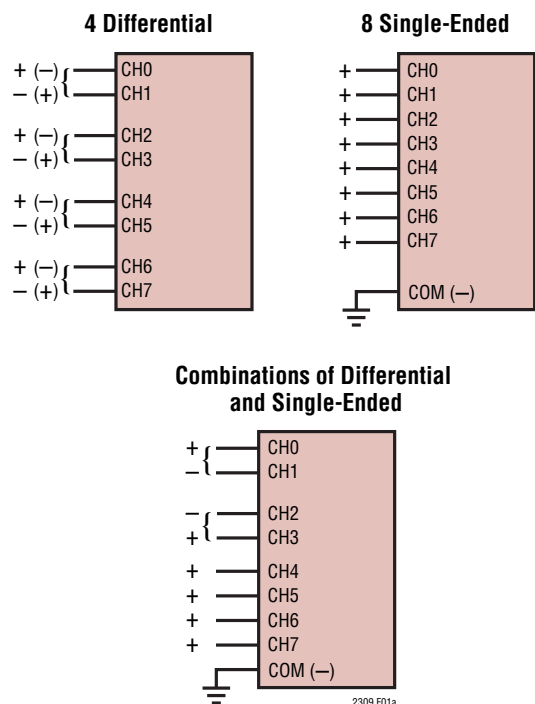 4 Differential
+ (−) { CH0
− (+) CH1
+ (−) { CH2
− (+) CH3
+ (−) { CH4
− (+) CH5
+ (−) { CH6
− (+) CH7
8 Single-Ended
+ CH0
+ CH1
+ CH2
+ CH3
+ CH4
+ CH5
+ CH6
+ CH7
COM (−)
Combinations of Differential
and Single-Ended
+ { CH0
− CH1
− { CH2
+ CH3
+ CH4
+ CH5
+ CH6
+ CH7
COM (−)
2309 F01a